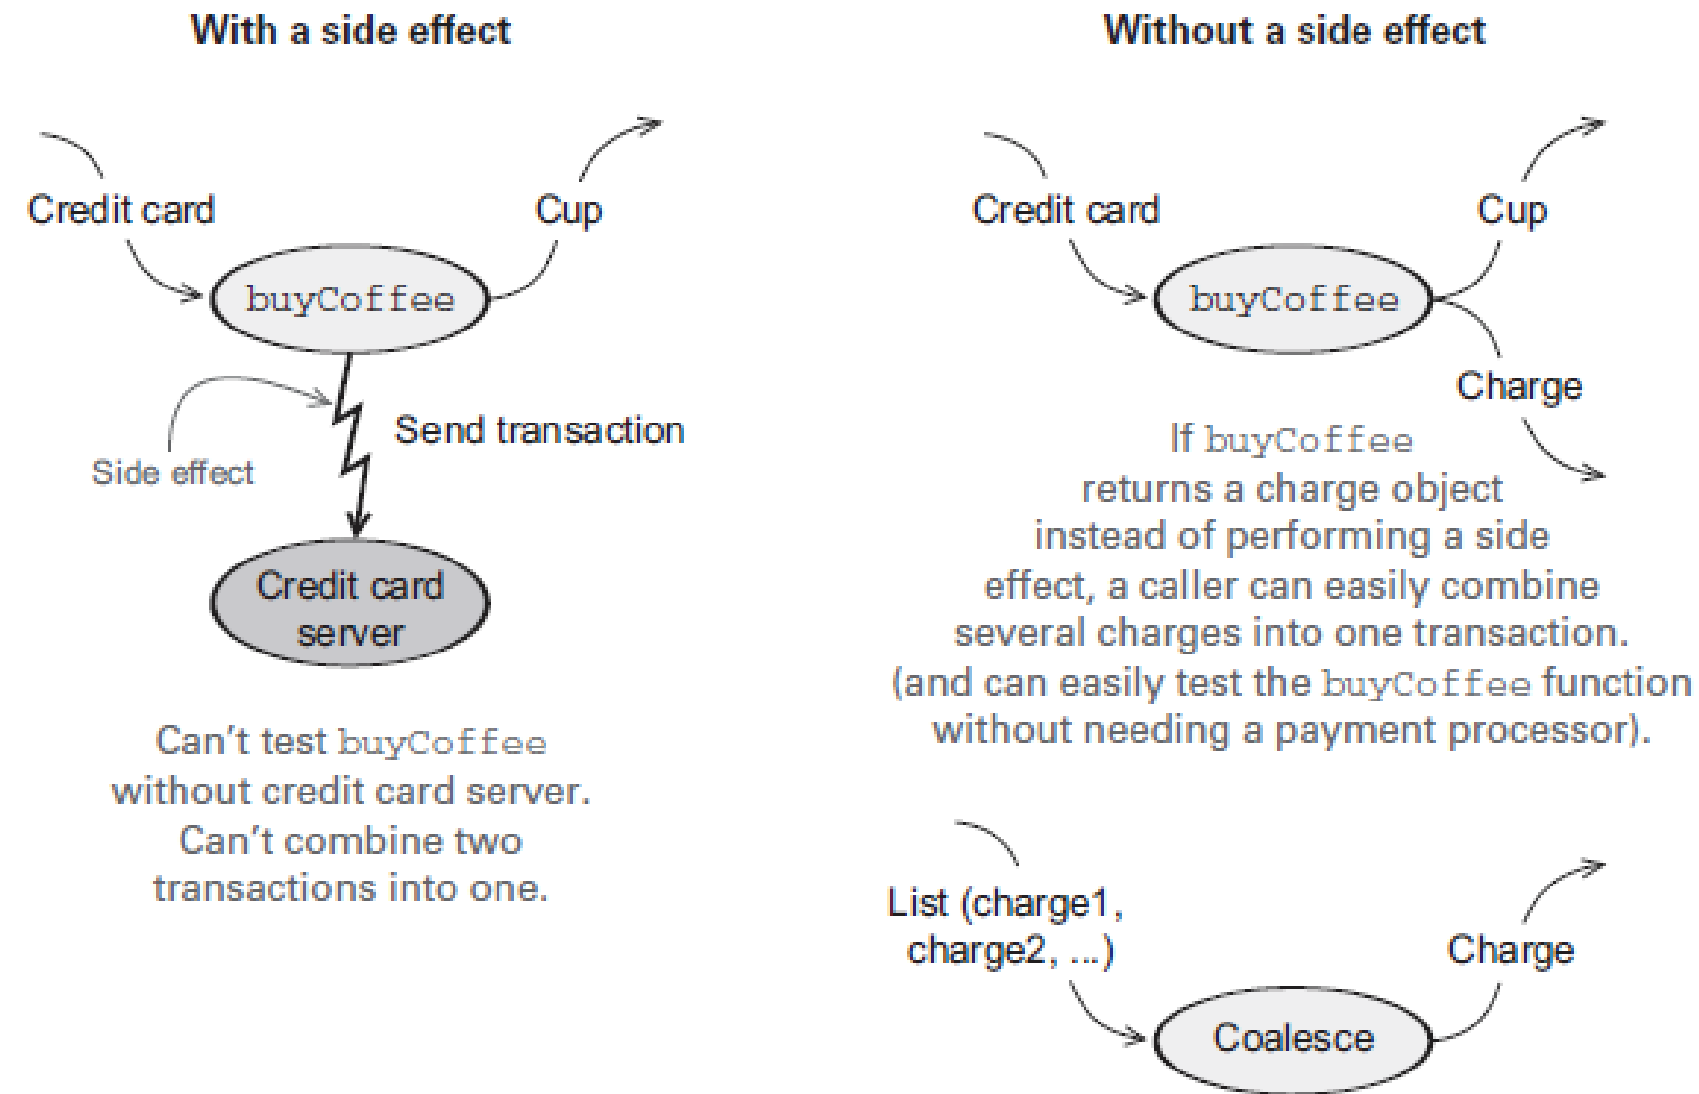 With a side effect
Credit card
Cup
buyCoffee
Side effect
Send transaction
Credit card
server
Can't test buyCoffee
without credit card server.
Can't combine two
transactions into one.
Without a side effect
Credit card
Cup
buyCoffee
Charge
If buyCoffee
returns a charge object
instead of performing a side
effect, a caller can easily combine
several charges into one transaction.
(and can easily test the buyCoffee function
without needing a payment processor).
List (charge1,
charge2, ...)
Charge
Coalesce